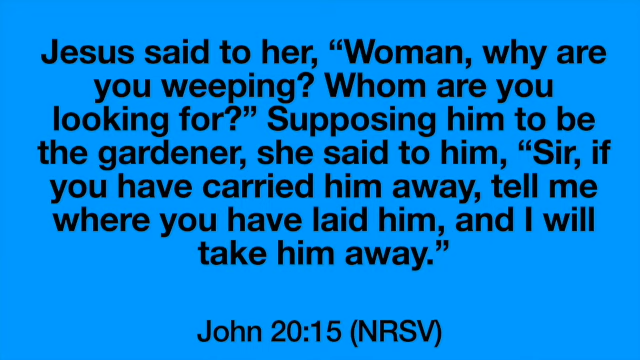 Jesus said to her, “Woman, why are
you weeping? Whom are you
looking for?” Supposing him to be
the gardener, she said to him, “Sir, if
you have carried him away, tell me
where you have laid him, and I will
take him away.”
John 20:15 (NRSV)